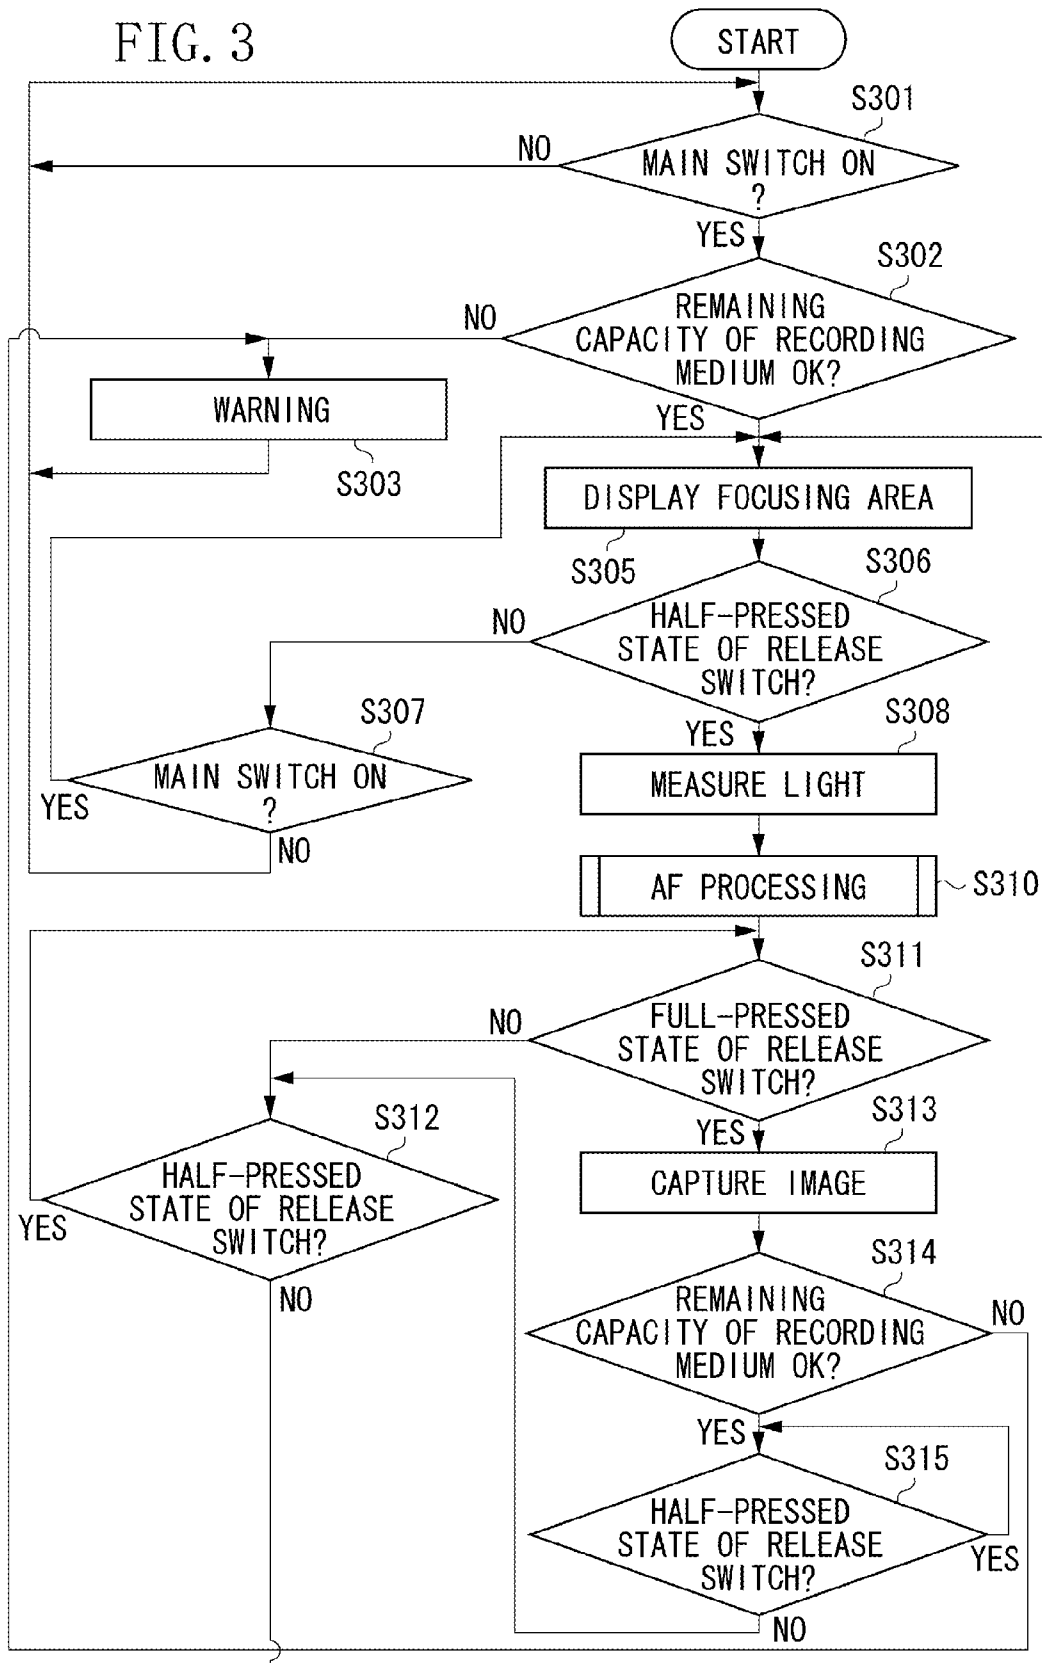 FIG. 3
START
S301
NO
MAIN SWITCH ON
?
YES
S302
NO
REMAINING
CAPACITY OF RECORDING
MEDIUM OK?
WARNING
YES
S303
DISPLAY FOCUSING AREA
S305
S306
NO
HALF-PRESSED
STATE OF RELEASE
SWITCH?
S307
YES
S308
MAIN SWITCH ON
?
YES
NO
MEASURE LIGHT
AF PROCESSING
S310
S311
NO
FULL-PRESSED
STATE OF RELEASE
SWITCH?
S312
YES
S313
HALF-PRESSED
STATE OF RELEASE
SWITCH?
YES
NO
CAPTURE IMAGE
S314
REMAINING
CAPACITY OF RECORDING
MEDIUM OK?
NO
YES
S315
HALF-PRESSED
STATE OF RELEASE
SWITCH?
YES
NO